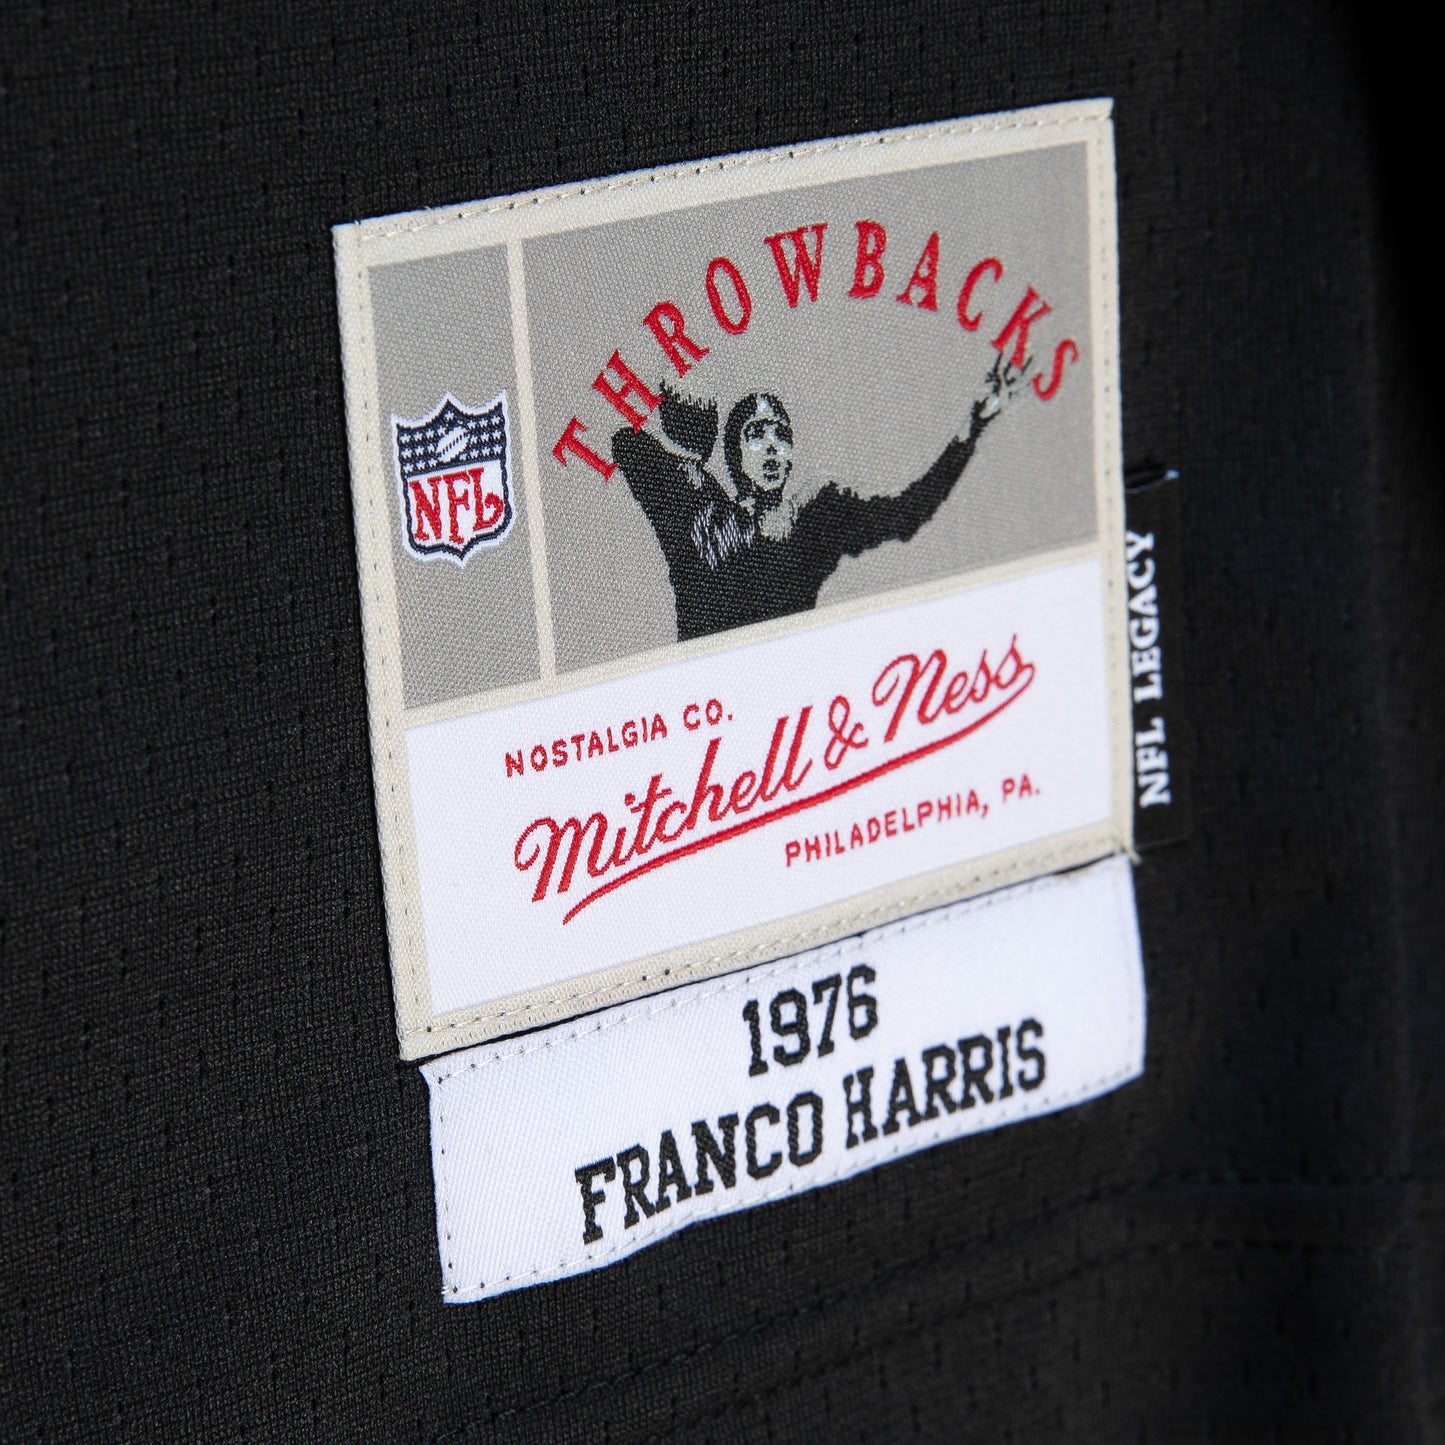 THROWBACKS
NFL
NOSTALGIA CO.
Mitchell & Ness
PHILADELPHIA, PA.
NFL LEGACY
1976
FRANCO HARRIS